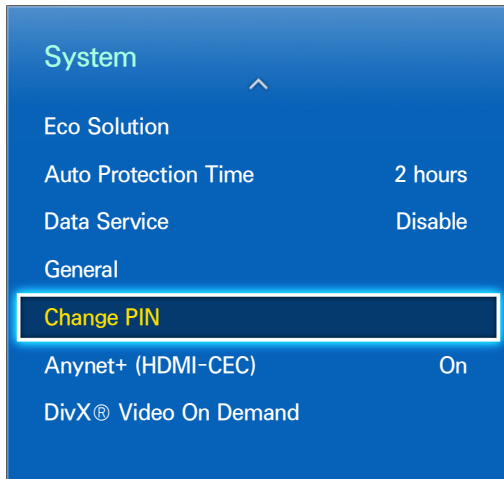 System
Eco Solution
Auto Protection Time 2 hours
Data Service Disable
General
Change PIN
Anynet+ (HDMI-CEC) On
DivX® Video On Demand